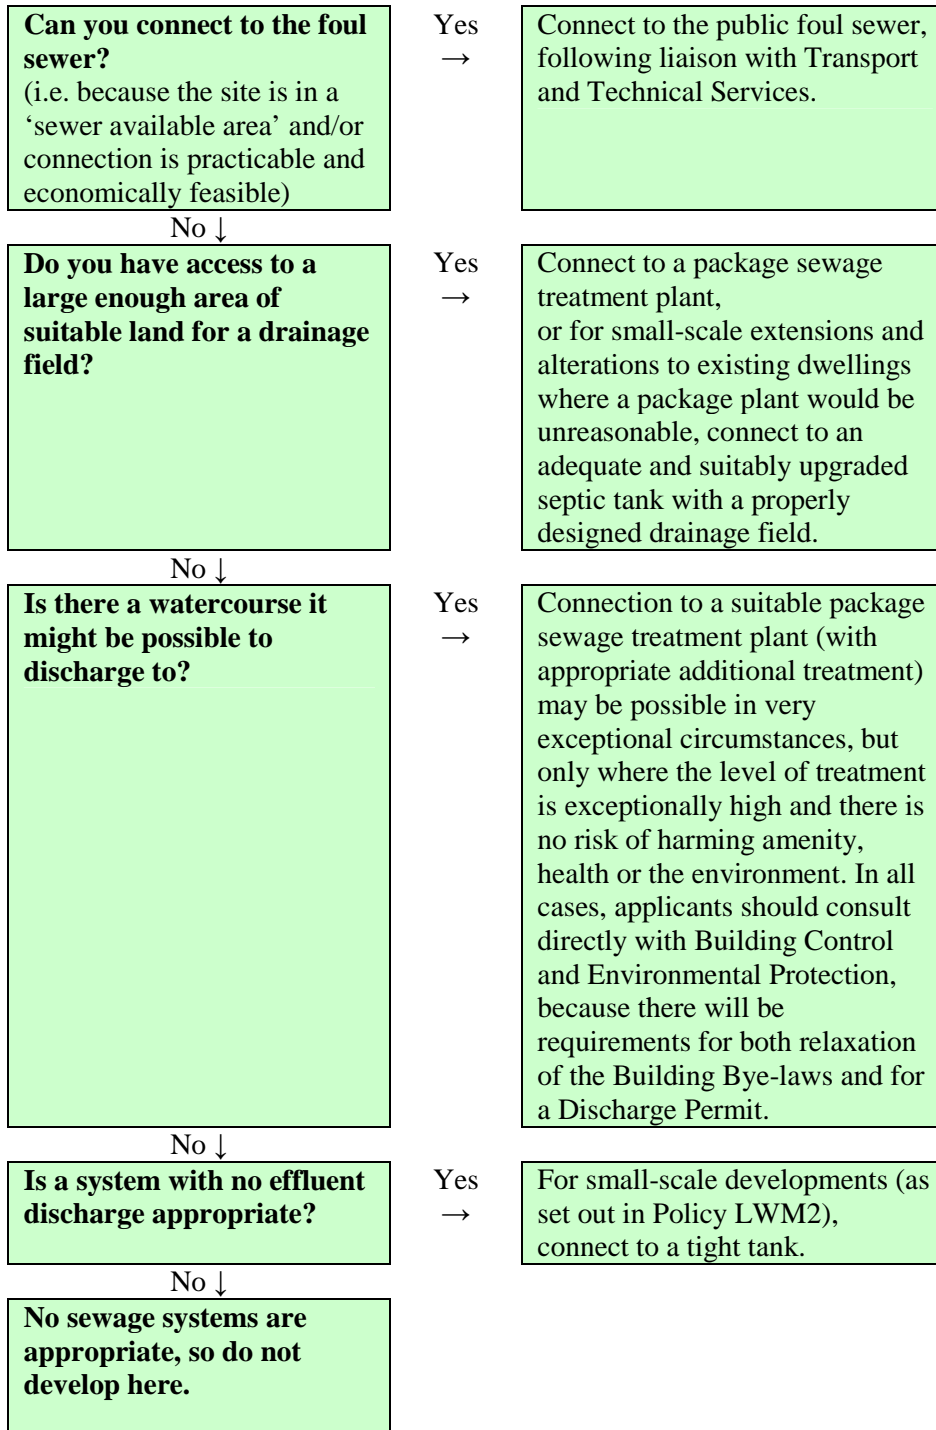 Can you connect to the foul
sewer?
(i.e. because the site is in a
‘sewer available area’ and/or
connection is practicable and
economically feasible)
Yes
→
Connect to the public foul sewer,
following liaison with Transport
and Technical Services.
No ↓
Do you have access to a
large enough area of
suitable land for a drainage
field?
Yes
→
Connect to a package sewage
treatment plant,
or for small-scale extensions and
alterations to existing dwellings
where a package plant would be
unreasonable, connect to an
adequate and suitably upgraded
septic tank with a properly
designed drainage field.
No ↓
Is there a watercourse it
might be possible to
discharge to?
Yes
→
Connection to a suitable package
sewage treatment plant (with
appropriate additional treatment)
may be possible in very
exceptional circumstances, but
only where the level of treatment
is exceptionally high and there is
no risk of harming amenity,
health or the environment. In all
cases, applicants should consult
directly with Building Control
and Environmental Protection,
because there will be
requirements for both relaxation
of the Building Bye-laws and for
a Discharge Permit.
No ↓
Is a system with no effluent
discharge appropriate?
Yes
→
For small-scale developments (as
set out in Policy LWM2),
connect to a tight tank.
No ↓
No sewage systems are
appropriate, so do not
develop here.